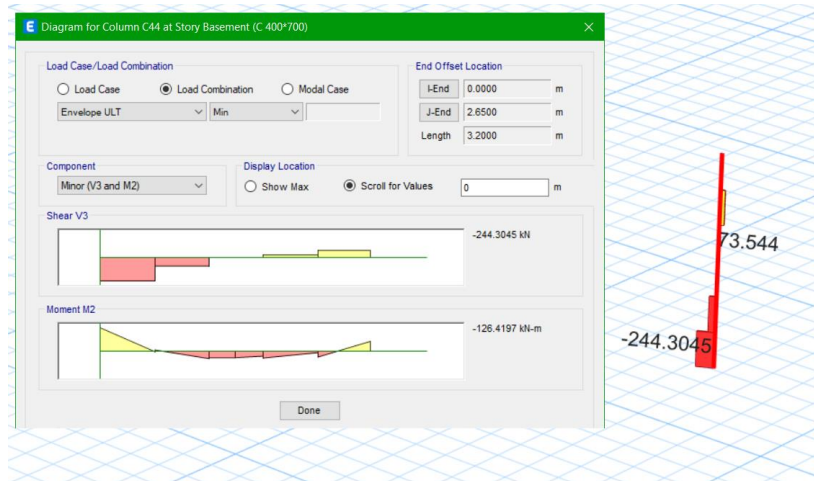 E Diagram for Column C44 at Story Basement (C 400*700)
Load Case/Load Combination
Load Case Load Combination Modal Case
Envelope ULT Min
End Offset Location
I-End 0.0000 m
J-End 2.6500 m
Length 3.2000 m
Component
Minor (V3 and M2)
Display Location
Show Max Scroll for Values 0 m
Shear V3
-244.3045 kN
Moment M2
-126.4197 kN-m
Done
73.544
-244.3045